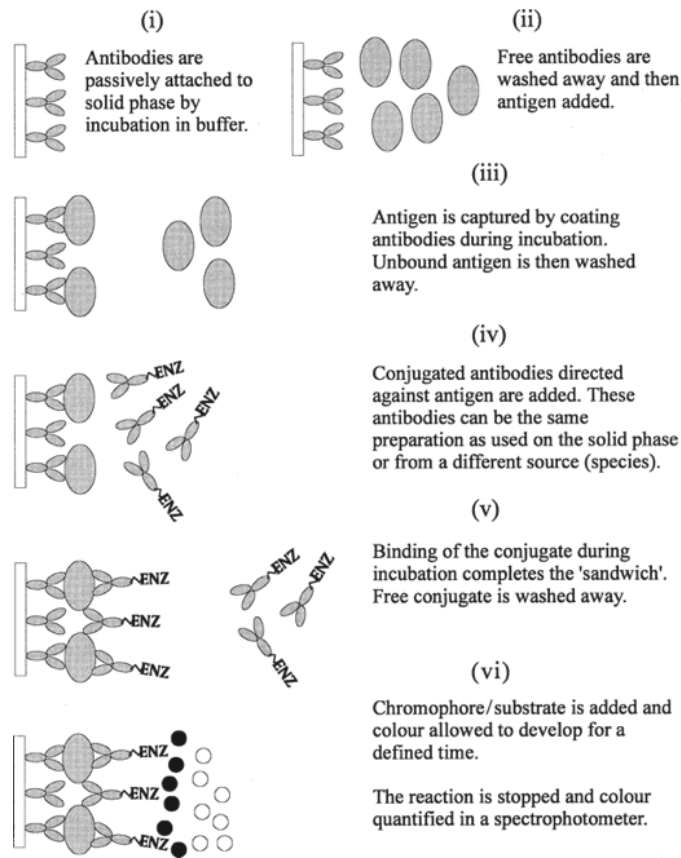 (i)
Antibodies are
passively attached to
solid phase by
incubation in buffer.
(ii)
Free antibodies are
washed away and then
antigen added.
(iii)
Antigen is captured by coating
antibodies during incubation.
Unbound antigen is then washed
away.
(iv)
ENZ
ENZ
ENZ
ENZ
Conjugated antibodies directed
against antigen are added. These
antibodies can be the same
preparation as used on the solid phase
or from a different source (species).
(v)
ENZ
ENZ
ENZ
ENZ
ENZ
ENZ
ENZ
Binding of the conjugate during
incubation completes the 'sandwich'.
Free conjugate is washed away.
(vi)
ENZ
ENZ
ENZ
Chromophore/substrate is added and
colour allowed to develop for a
defined time.
The reaction is stopped and colour
quantified in a spectrophotometer.